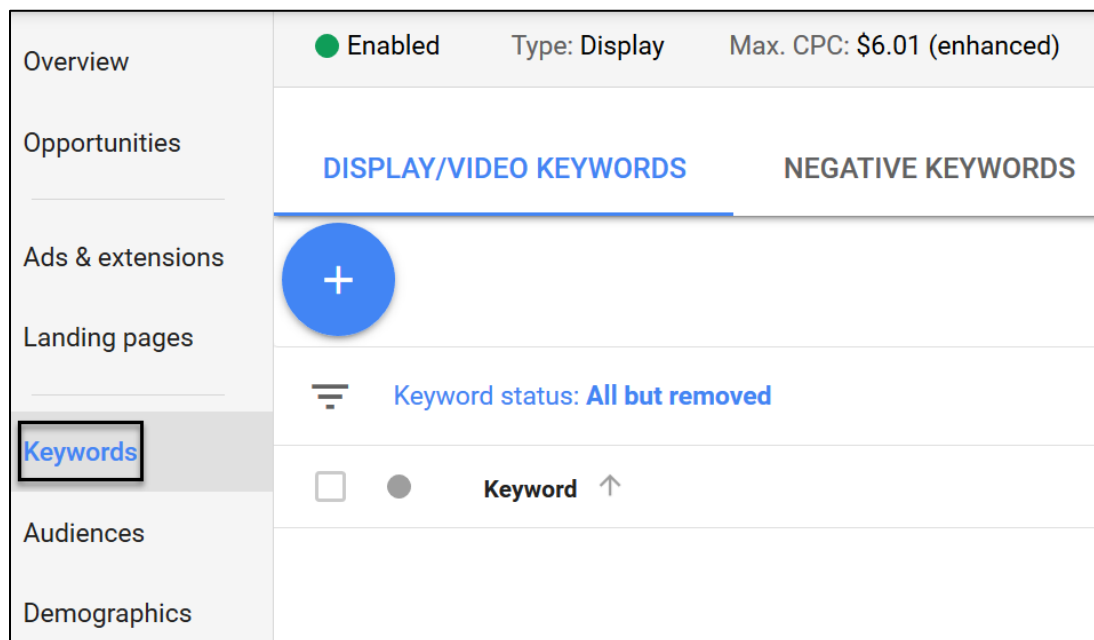 Overview
Opportunities
Ads & extensions
Landing pages
Keywords
Audiences
Demographics
Enabled Type: Display Max. CPC: $6.01 (enhanced)
DISPLAY/VIDEO KEYWORDS NEGATIVE KEYWORDS
+
Keyword status: All but removed
Keyword ↑